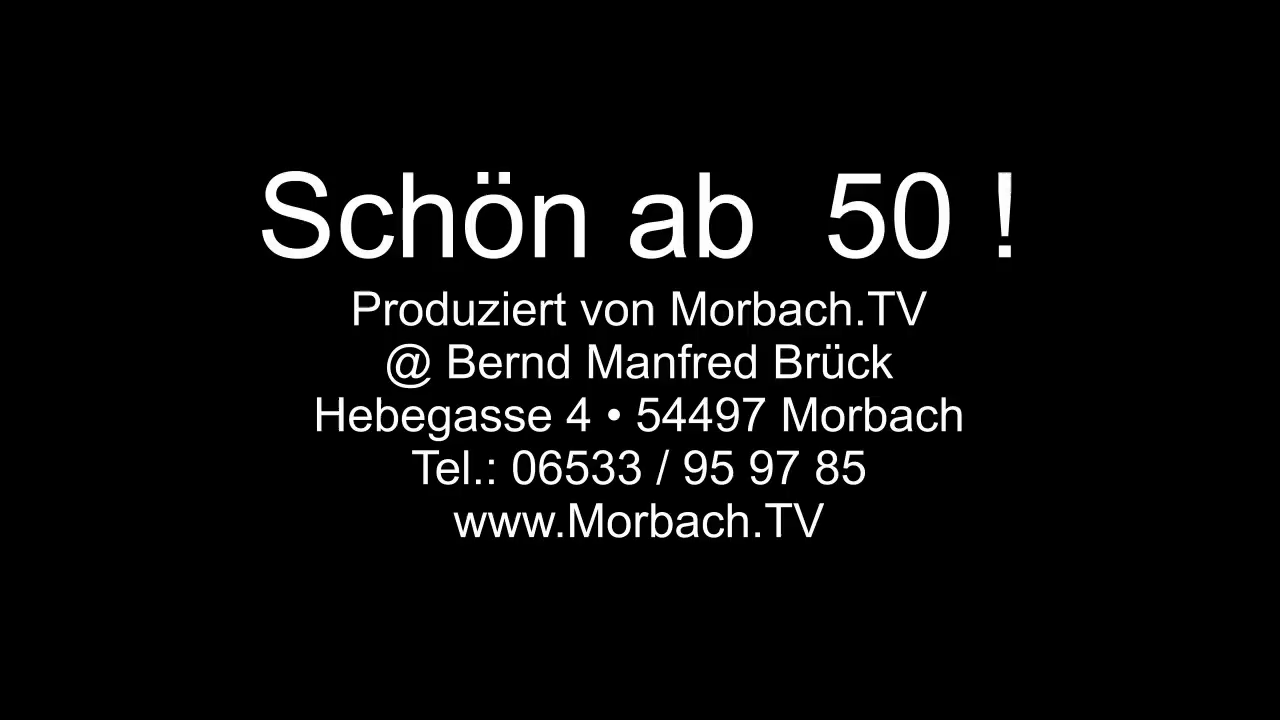 Schön ab  50 !
Produziert von Morbach.TV
@ Bernd Manfred Brück
Hebegasse 4 • 54497 Morbach
Tel.: 06533 / 95 97 85
www.Morbach.TV